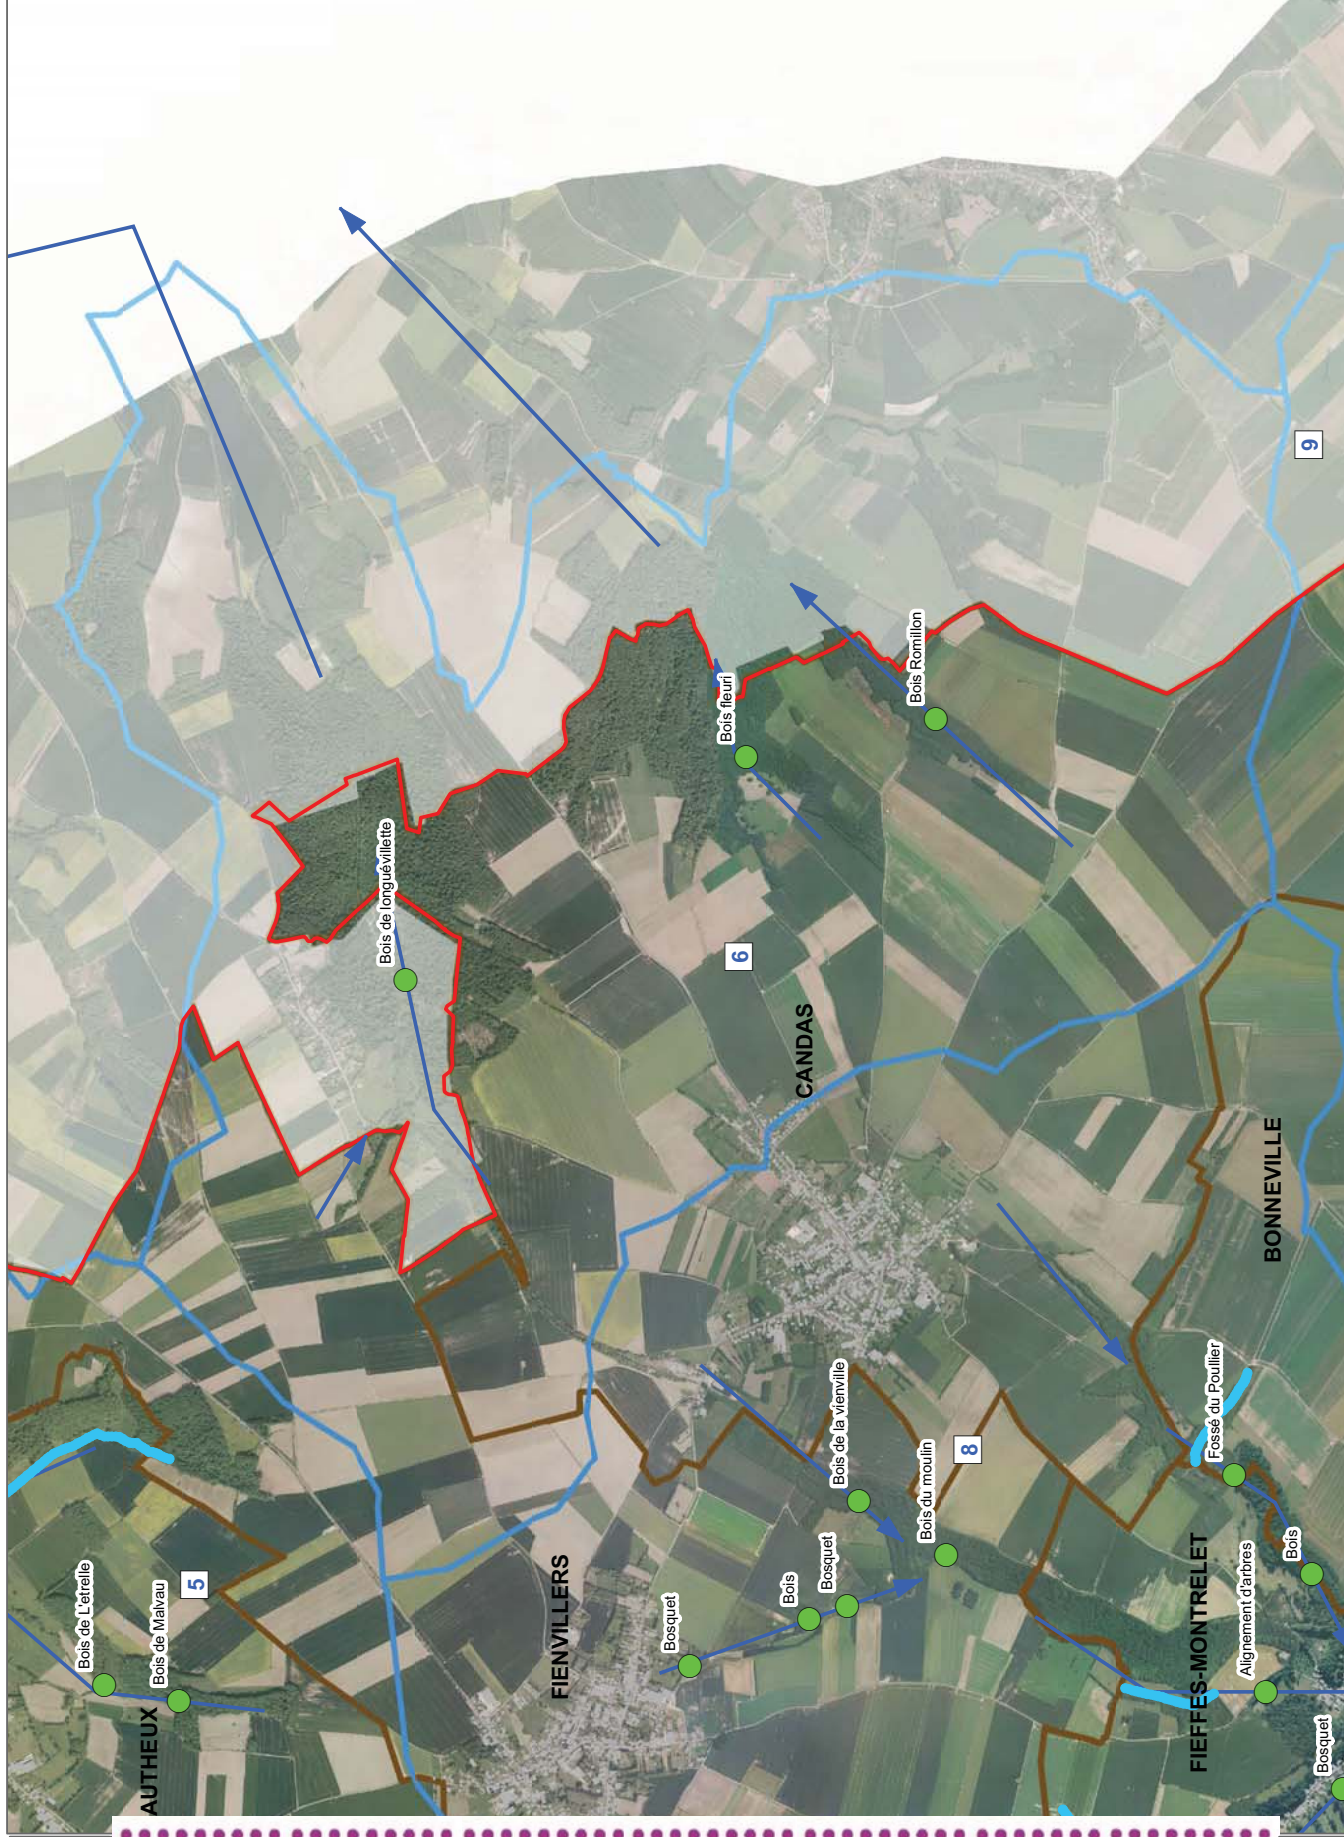 Bois de L'etrelle
AUTHEUX
Bois de Malvau
5
Bois de longuévillette
FIENVILLERS
Bosquet
Bois fleuri
6
Bois
CANDAS
Bosquet
Bois de la vienville
Bois Romillon
Bois du moulin
8
FIEFFES-MONTRELET
Fossé du Poullier
Alignement d'arbres
BONNEVILLE
Bois
9
Bosquet